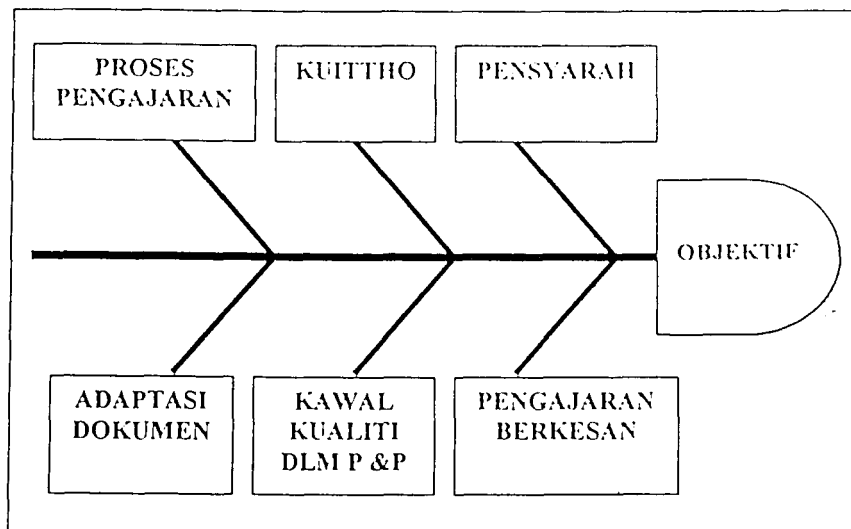 PROSES
PENGAJARAN
KUITTHO
PENSYARAH
OBJEKTIF
ADAPTASI
DOKUMEN
KAWAL
KUALITI
DLM P &P
PENGAJARAN
BERKESAN